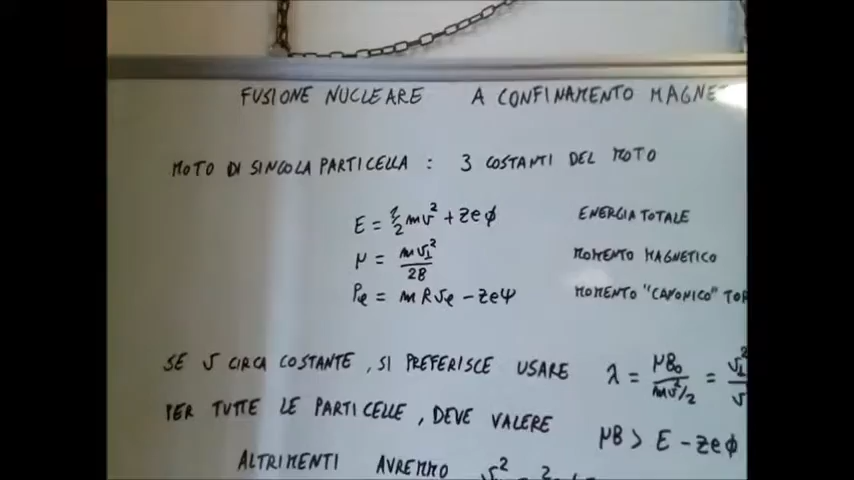 FUSIONE NUCLEARE A CONFINAMENTO MAGNE
MOTO DI SINGOLA PARTICELLA : 3 COSTANTI DEL MOTO
E = 1/2 mv² + Zeϕ ENERGIA TOTALE
μ = mv⊥²/2B MOMENTO MAGNETICO
Pφ = mRvφ - Zeψ MOMENTO "CANONICO" TOR
SE v CIRCA COSTANTE, SI PREFERISCE USARE λ = μB₀/mv²/2 = v⊥²/v
PER TUTTE LE PARTICELLE, DEVE VALERE
μB > E - Zeϕ
ALTRIMENTI AVREMMO